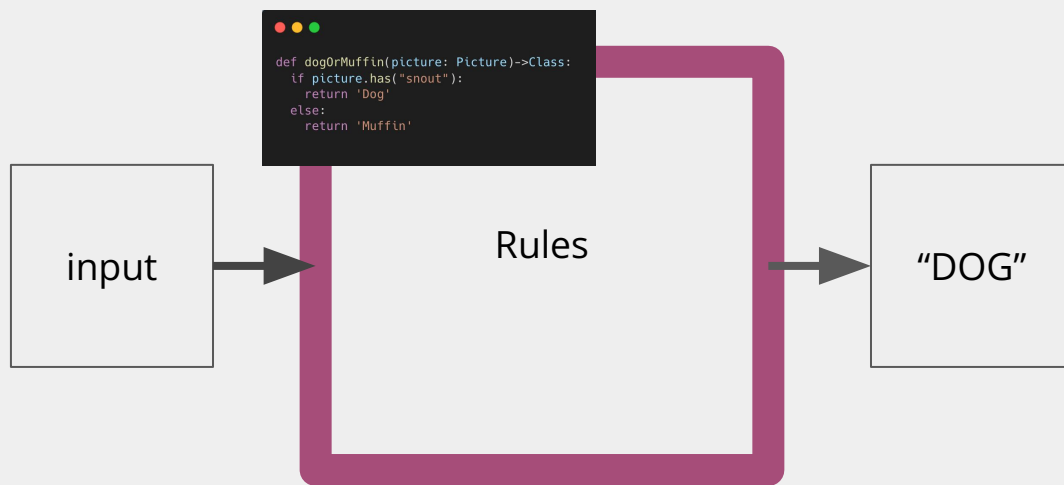 def dogOrMuffin(picture: Picture)->Class:
  if picture.has("snout"):
    return 'Dog'
  else:
    return 'Muffin'
input
Rules
“DOG”